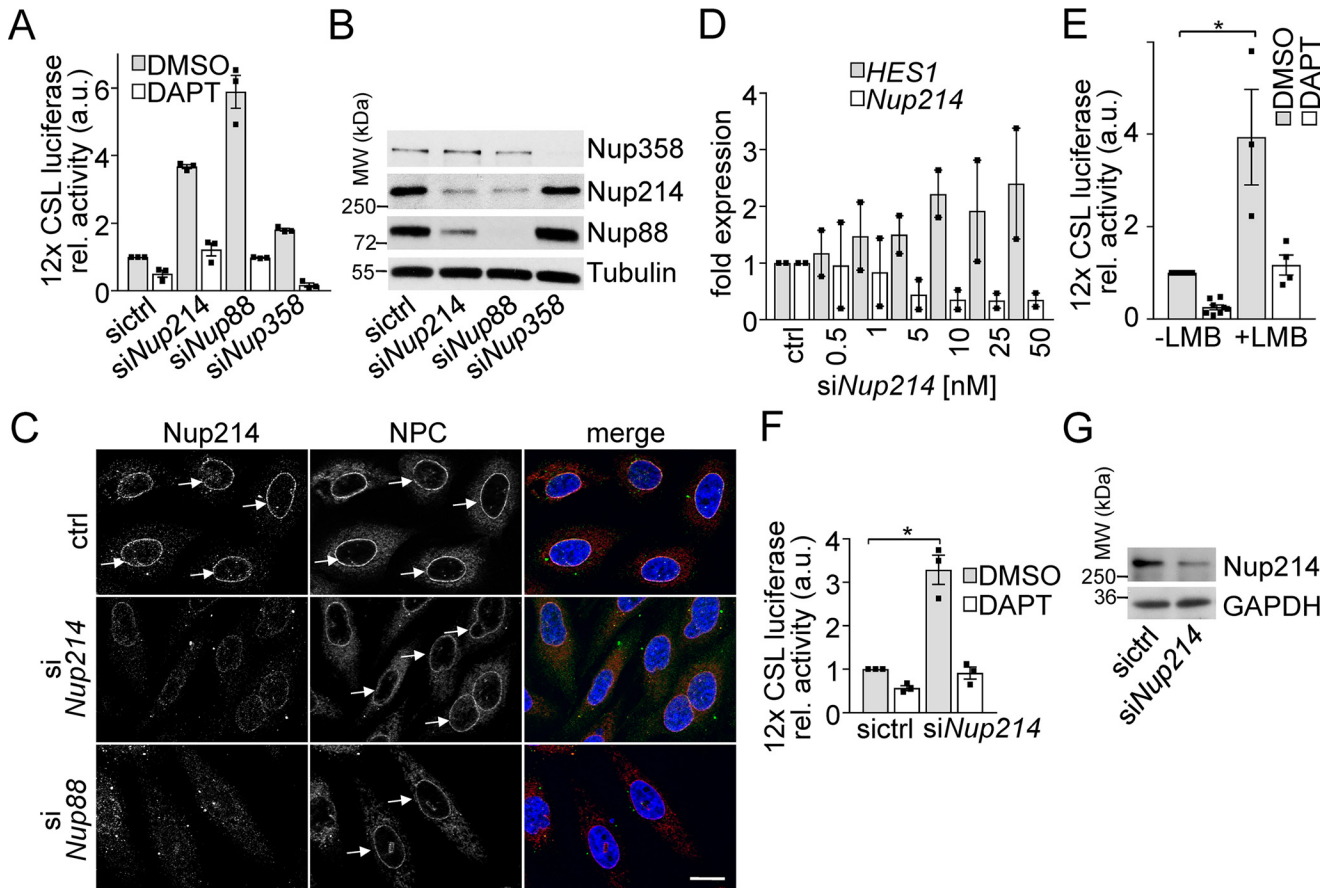 A
12x CSL luciferase
rel. activity (a.u.)
6
4
2
1
0
DMSO
DAPT
sictrl
siNup214
siNup88
siNup358
B
MW (kDa)
250
72
55
Nup358
Nup214
Nup88
Tubulin
sictrl
siNup214
siNup88
siNup358
D
fold expression
4
3
2
1
0
HES1
Nup214
ctrl
0.5
1
5
10
25
50
siNup214 [nM]
E
12x CSL luciferase
rel. activity (a.u.)
4
2
1
0
*
DMSO
DAPT
-LMB
+LMB
C
Nup214
NPC
merge
ctrl
si
Nup214
si
Nup88
F
12x CSL luciferase
rel. activity (a.u.)
4
3
2
1
0
*
DMSO
DAPT
sictrl
siNup214
G
MW (kDa)
250
36
Nup214
GAPDH
sictrl
siNup214